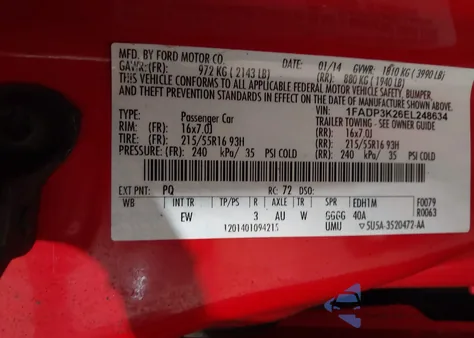 MFD. BY FORD MOTOR CO.
DATE: 01/14 GVWR: 1810 KG ( 3990 LB)
GAWR: (FR): 972 KG ( 2143 LB) (RR): 880 KG ( 1940 LB)
THIS VEHICLE CONFORMS TO ALL APPLICABLE FEDERAL MOTOR VEHICLE SAFETY, BUMPER,
AND THEFT PREVENTION STANDARDS IN EFFECT ON THE DATE OF MANUFACTURE SHOWN ABOVE.
VIN: 1FADP3K26EL248634
TYPE: Passenger Car TRAILER TOWING - SEE OWNER GUIDE
RIM: (FR): 16x7.0J (RR): 16x7.0J
TIRE: (FR): 215/55R16 93H (RR): 215/55R16 93H
PRESSURE: (FR): 240 kPa/ 35 PSI COLD (RR): 240 kPa/ 35 PSI COLD
EXT PNT: PQ RC: 72 DSO:
WB INT TR TP/PS R AXLE TR SPR EDH1M F0079
EW 3 AU W GGGG 40A R0063
1201401094215 UMU 5U5A-3520472-AA